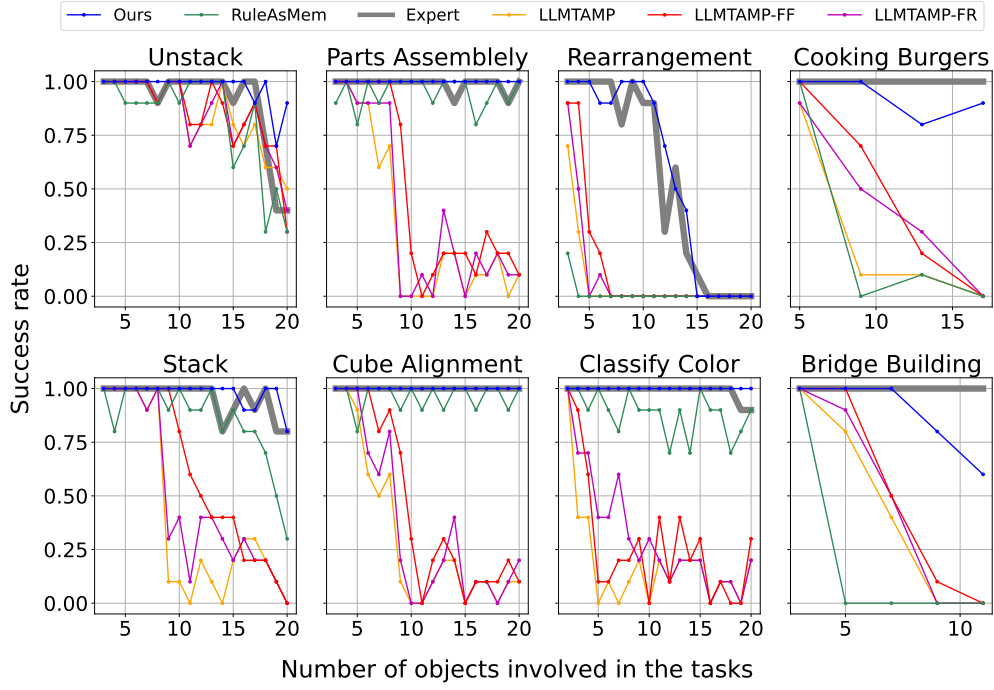 Ours RuleAsMem Expert LLMTAMP LLMTAMP-FF LLMTAMP-FR
Unstack Parts Assemblely Rearrangement Cooking Burgers
1.00
0.75
0.50
0.25
0.00
5 10 15 20 5 10 15 20 5 10 15 20 5 10 15
Success rate
Stack Cube Alignment Classify Color Bridge Building
1.00
0.75
0.50
0.25
0.00
5 10 15 20 5 10 15 20 5 10 15 20 5 10
Number of objects involved in the tasks